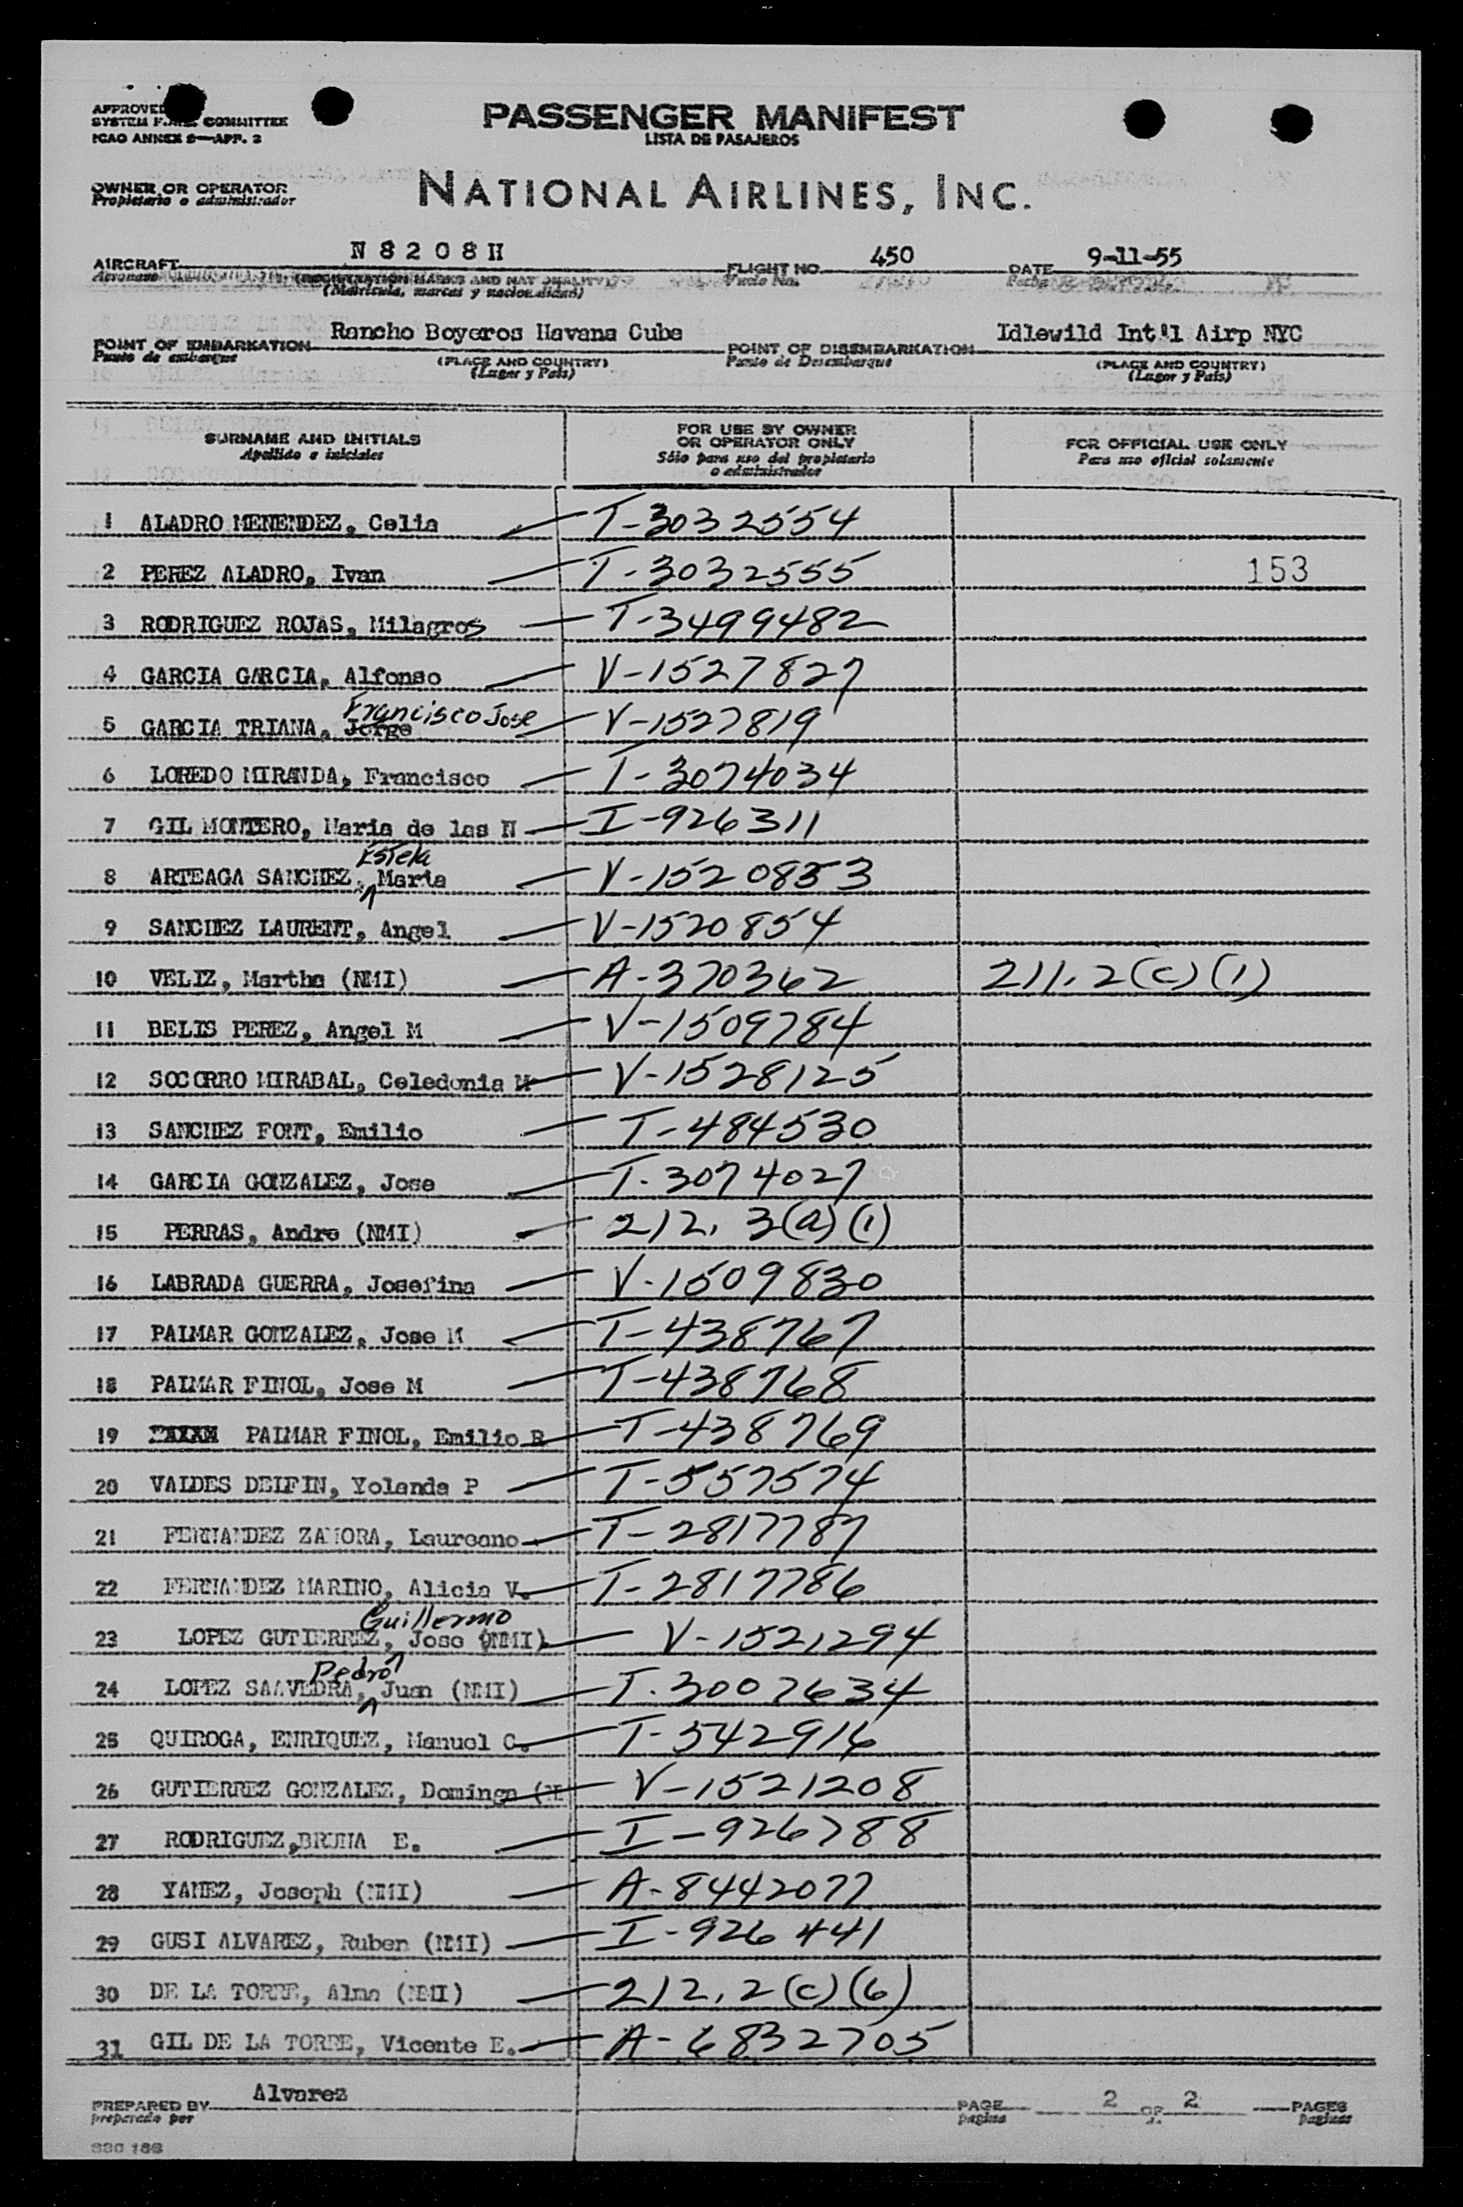 APPROVED
SYSTEM F.A.L. COMMITTEE
ICAO ANNEX 9—APP. 2
PASSENGER MANIFEST
LISTA DE PASAJEROS
OWNER OR OPERATOR
Propietario o administrador
NATIONAL AIRLINES, INC.
AIRCRAFT N8208H FLIGHT NO. 450 DATE 9-11-55
Aeronave (REGISTRATION MARKS AND NATIONALITY) Vuelo No. Fecha
(Matrícula, marcas y nacionalidad)
POINT OF EMBARKATION Rancho Boyeros Havana Cuba POINT OF DISEMBARKATION Idlewild Int'l Airp NYC
Punto de embarque (PLACE AND COUNTRY) Punto de Desembarque (PLACE AND COUNTRY)
(Lugar y País) (Lugar y País)
SURNAME AND INITIALS
Apellido e iniciales
FOR USE BY OWNER
OR OPERATOR ONLY
Sólo para uso del propietario
o administrador
FOR OFFICIAL USE ONLY
Para uso oficial solamente
1 ALADRO MENENDEZ, Celia T-3032554
2 PEREZ ALADRO, Ivan T-3032555 153
3 RODRIGUEZ ROJAS, Milagros T-3499482
4 GARCIA GARCIA, Alfonso V-1527827
Francisco Jose
5 GARCIA TRIANA, Jorge V-1527819
6 LOREDO MIRANDA, Francisco T-3074034
7 GIL MONTERO, Maria de las N I-926311
Estela
8 ARTEAGA SANCHEZ, Maria V-1520853
9 SANCHEZ LAURENT, Angel V-1520854
10 VELIZ, Martha (NMI) A-370362 211.2(c)(1)
11 BELIS PEREZ, Angel M V-1509784
12 SOCORRO MIRABAL, Celedonia M V-1528125
13 SANCHEZ FONT, Emilio T-484530
14 GARCIA GONZALEZ, Jose T-3074027
15 PERRAS, Andre (NMI) 212.3(a)(1)
16 LABRADA GUERRA, Josefina V-1509830
17 PALMAR GONZALEZ, Jose M T-438767
18 PALMAR FINOL, Jose M T-438768
19 PALMAR FINOL, Emilio R T-438769
20 VALDES DELFIN, Yolanda P T-557574
21 FERNANDEZ ZAMORA, Laureano T-2817787
22 FERNANDEZ MARINO, Alicia V. T-2817786
Guillermo
23 LOPEZ GUTIERREZ, Jose (NMI) V-1521294
Pedro
24 LOPEZ SAAVEDRA, Juan (NMI) T-3007634
25 QUIROGA, ENRIQUEZ, Manuel C. T-542916
26 GUTIERREZ GONZALEZ, Dominga (N V-1521208
27 RODRIGUEZ,BRUNA E. I-926788
28 YANEZ, Joseph (NMI) A-8442077
29 GUSI ALVAREZ, Ruben (NMI) I-926441
30 DE LA TORRE, Alma (NMI) 212.2(c)(6)
31 GIL DE LA TORRE, Vicente E. A-6832705
PREPARED BY Alvarez PAGE 2 OF 2 PAGES
preparado por página páginas